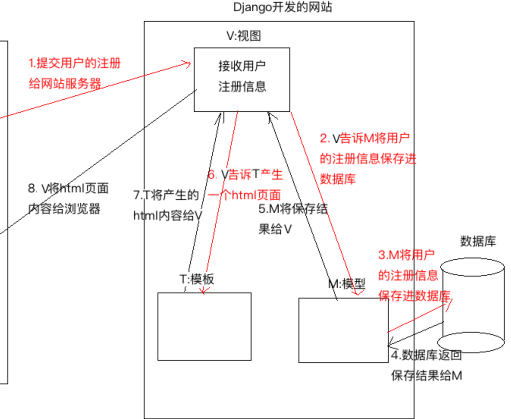 Django开发的网站
V:视图
接收用户
注册信息
1.提交用户的注册
给网站服务器
2. V告诉M将用户
的注册信息保存进
数据库
6. V告诉T产生
一个html页面
8. V将html页面
内容给浏览器
7.T将产生的
html内容给V
5.M将保存结
果给V
数据库
3.M将用户
的注册信息
保存进数据库
T:模板
M:模型
4.数据库返回
保存结果给M